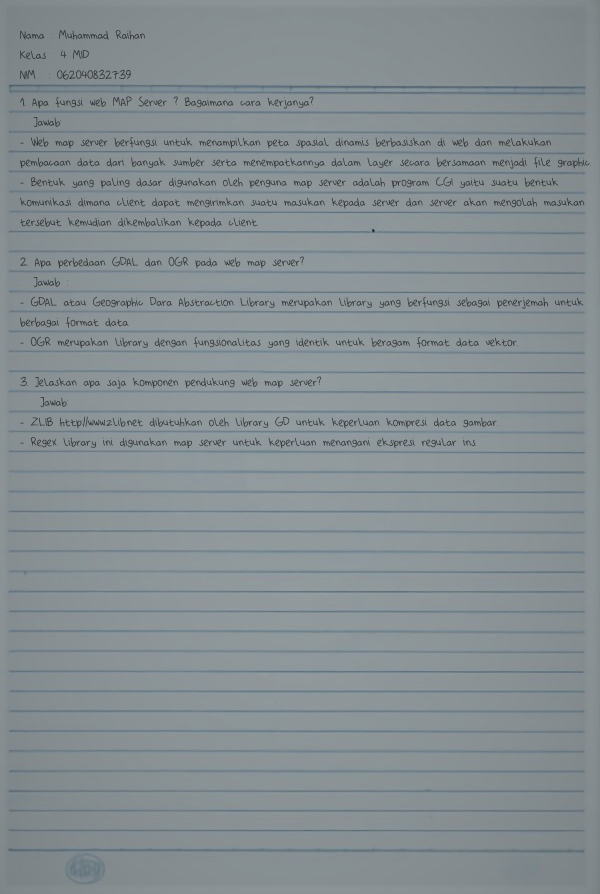 Nama : Muhammad Raihan
Kelas : 4 MID
NIM : 062040832739
1. Apa fungsi web MAP Server ? Bagaimana cara kerjanya?
Jawab
- Web map server berfungsi untuk menampilkan peta spasial dinamis berbasiskan di web dan melakukan
pembacaan data dari banyak sumber serta menempatkannya dalam layer secara bersamaan menjadi file graphic
- Bentuk yang paling dasar digunakan oleh penguna map server adalah program CGI yaitu suatu bentuk
komunikasi dimana client dapat mengirimkan suatu masukan kepada server dan server akan mengolah masukan
tersebut kemudian dikembalikan kepada client
2. Apa perbedaan GDAL dan OGR pada web map server?
Jawab :
- GDAL atau Geographic Dara Abstraction Library merupakan library yang berfungsi sebagai penerjemah untuk
berbagai format data
- OGR merupakan library dengan fungsionalitas yang identik untuk beragam format data vektor
3. Jelaskan apa saja komponen pendukung web map server?
Jawab
- ZLIB http//www.zlib.net dibutuhkan oleh library GD untuk keperluan kompresi data gambar
- Regex library ini digunakan map server untuk keperluan menangani ekspresi regular ins